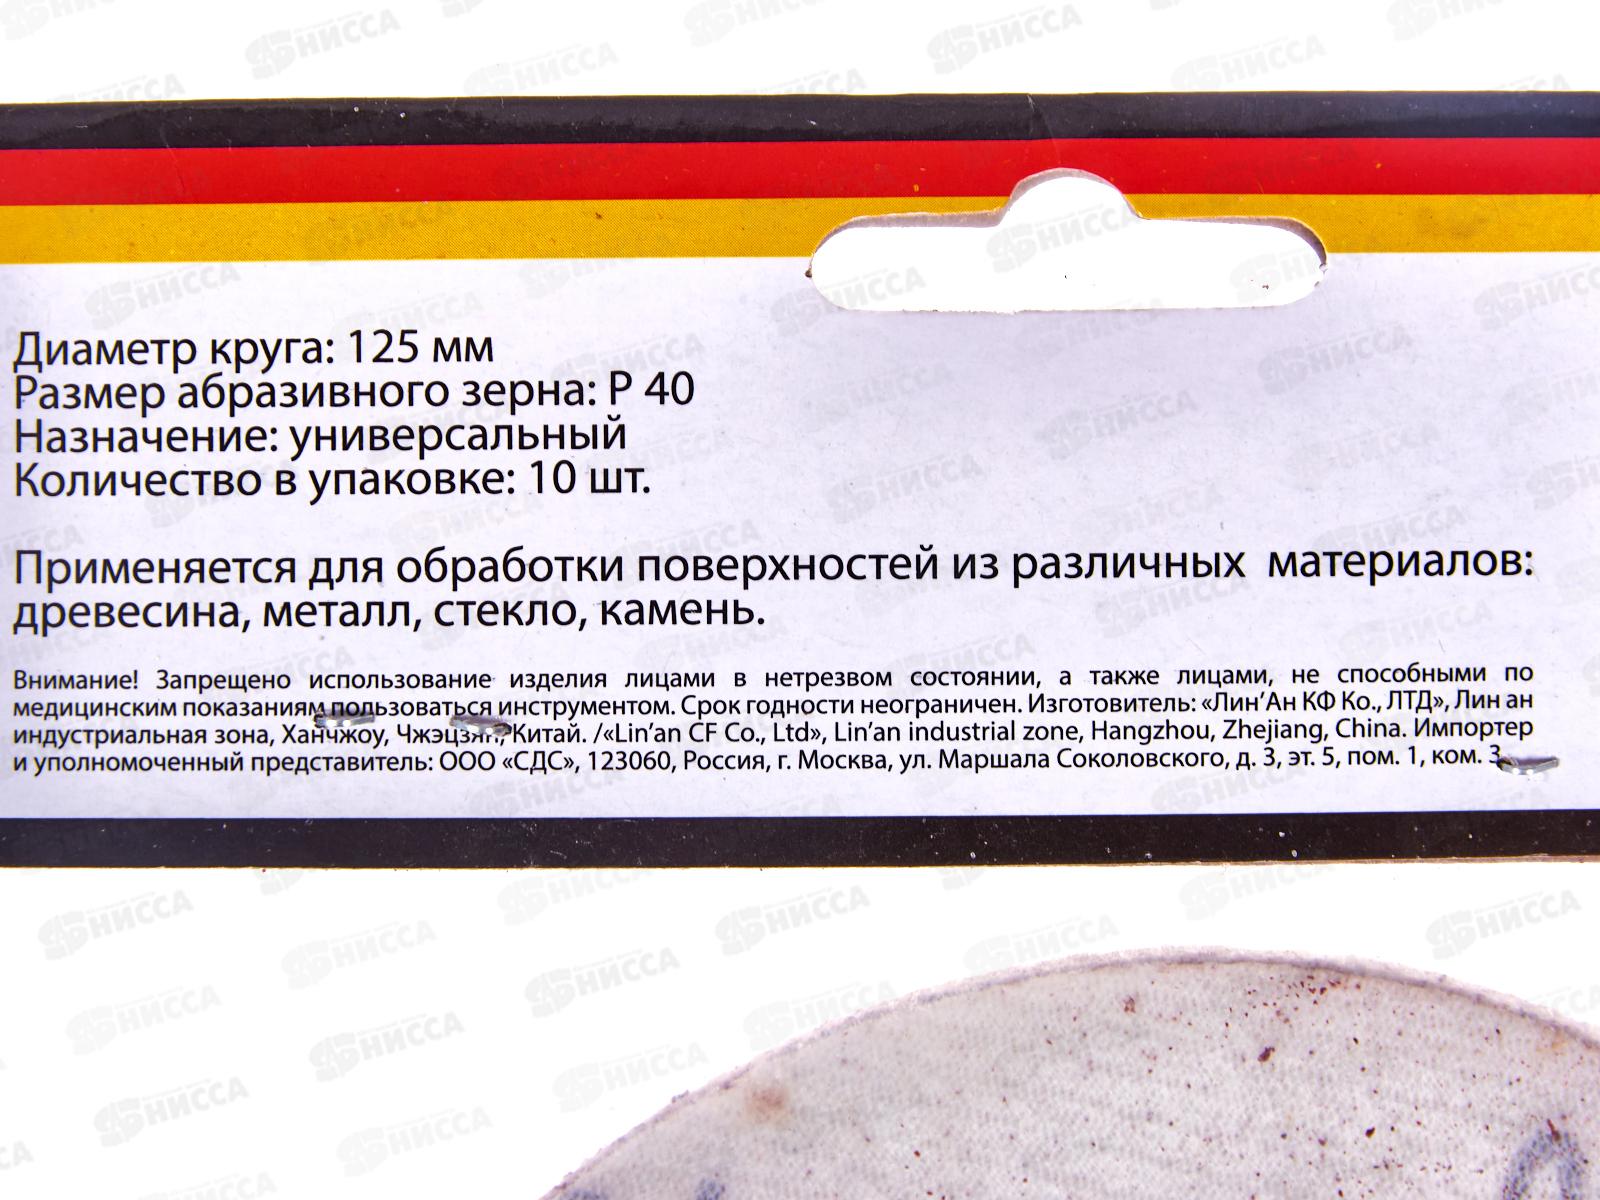 Диаметр круга: 125 мм
Размер абразивного зерна: Р 40
Назначение: универсальный
Количество в упаковке: 10 шт.
Применяется для обработки поверхностей из различных материалов:
древесина, металл, стекло, камень.
Внимание! Запрещено использование изделия лицами в нетрезвом состоянии, а также лицами, не способными по
медицинским показаниям пользоваться инструментом. Срок годности неограничен. Изготовитель: «Лин’Ан КФ Ко., ЛТД», Лин ан
индустриальная зона, Ханчжоу, Чжэцзян, Китай. /«Lin’an CF Co., Ltd», Lin’an industrial zone, Hangzhou, Zhejiang, China. Импортер
и уполномоченный представитель: ООО «СДС», 123060, Россия, г. Москва, ул. Маршала Соколовского, д. 3, эт. 5, пом. 1, ком. 3
НИССА